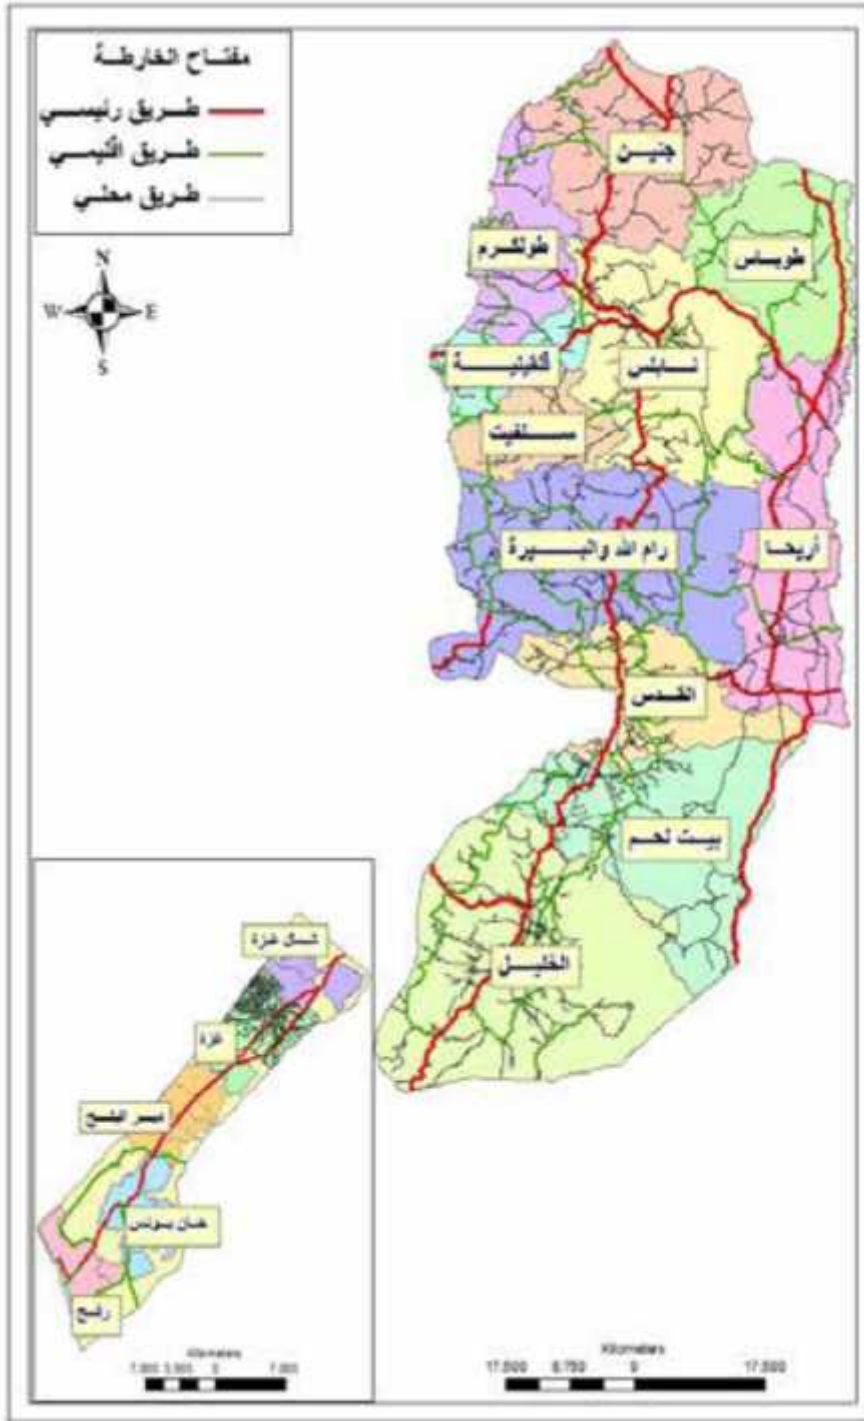 مفتاح الخارطة
طريق رئيسي
طريق اقليمي
طريق محلي
N
W E
S
جنين
طولكرم
طوباس
قلقيلية
نابلس
سلفيت
رام الله والبيرة
أريحا
القدس
بيت لحم
الخليل
شمال غزة
غزة
دير البلح
خان يونس
رفح
Kilometers
0
Kilometers
17,500 8,750 0 17,500